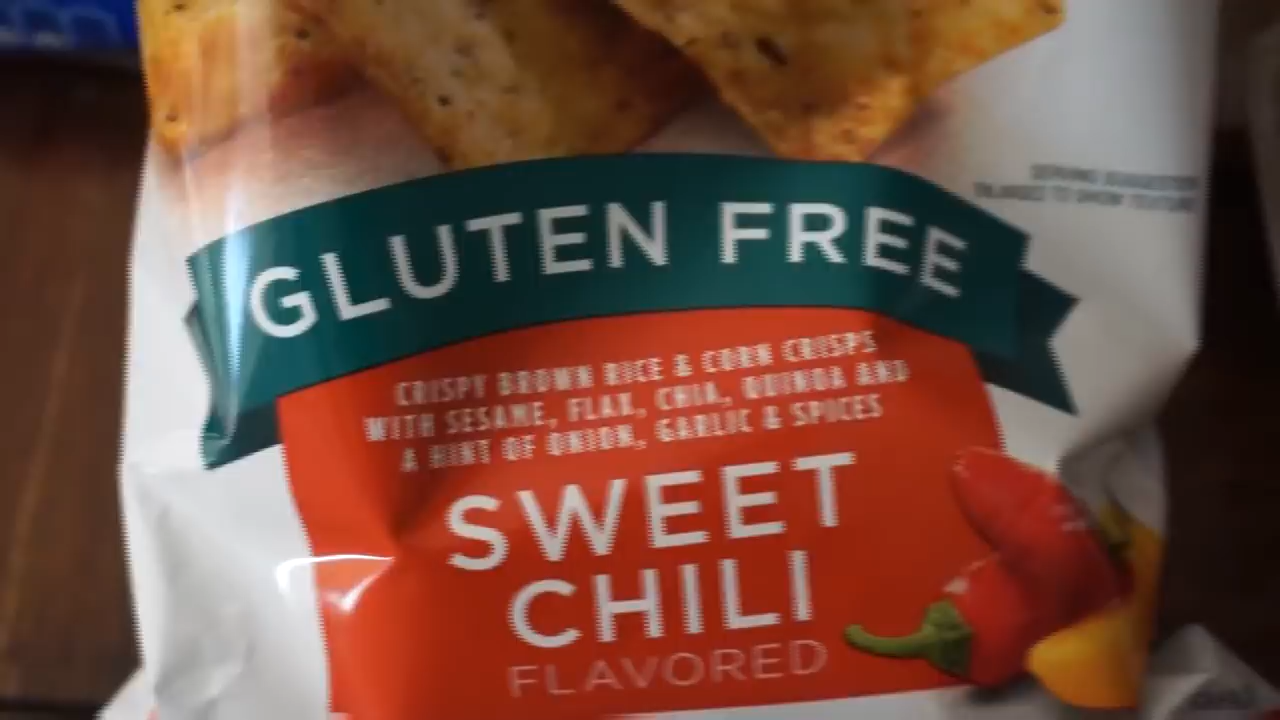 GLUTEN FREE
CRISPY BROWN RICE & CORN CRISPS
WITH SESAME, FLAX, CHIA, QUINOA AND
A HINT OF ONION, GARLIC & SPICES
SWEET
CHILI
FLAVORED